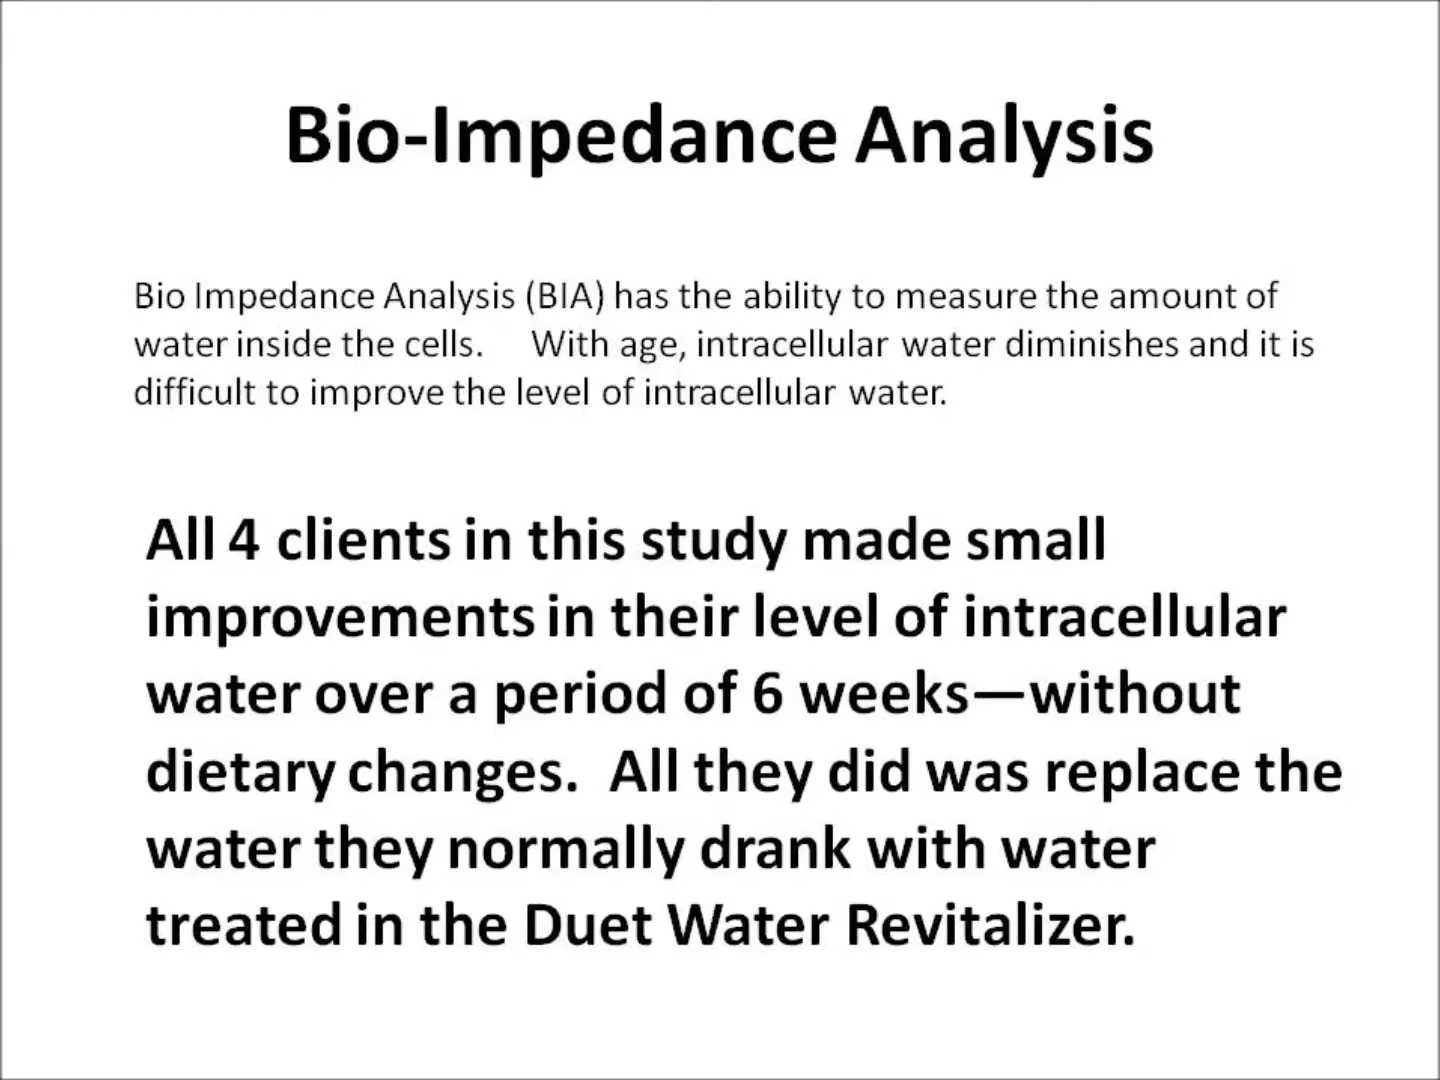 Bio-Impedance Analysis
Bio Impedance Analysis (BIA) has the ability to measure the amount of
water inside the cells. With age, intracellular water diminishes and it is
difficult to improve the level of intracellular water.
All 4 clients in this study made small
improvements in their level of intracellular
water over a period of 6 weeks—without
dietary changes. All they did was replace the
water they normally drank with water
treated in the Duet Water Revitalizer.